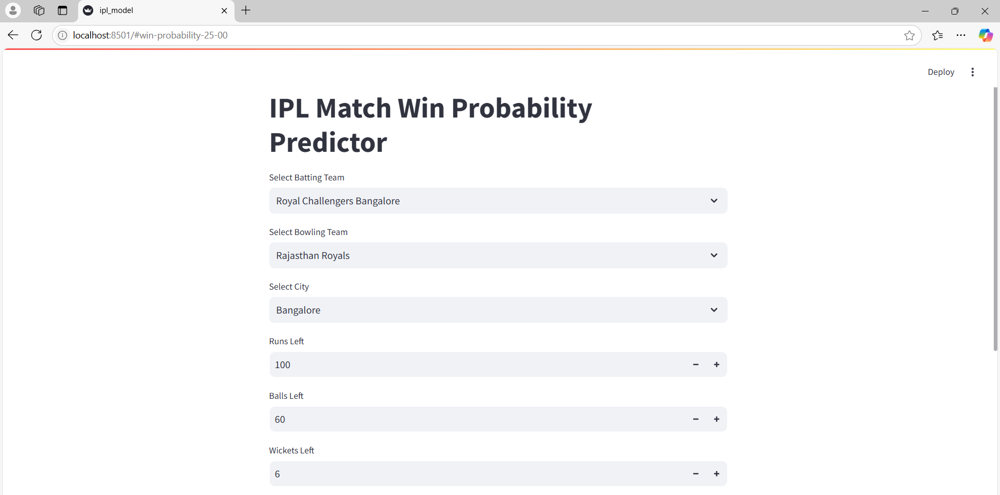 ipl_model
localhost:8501/#win-probability-25-00
Deploy
IPL Match Win Probability
Predictor
Select Batting Team
Royal Challengers Bangalore
Select Bowling Team
Rajasthan Royals
Select City
Bangalore
Runs Left
100
Balls Left
60
Wickets Left
6